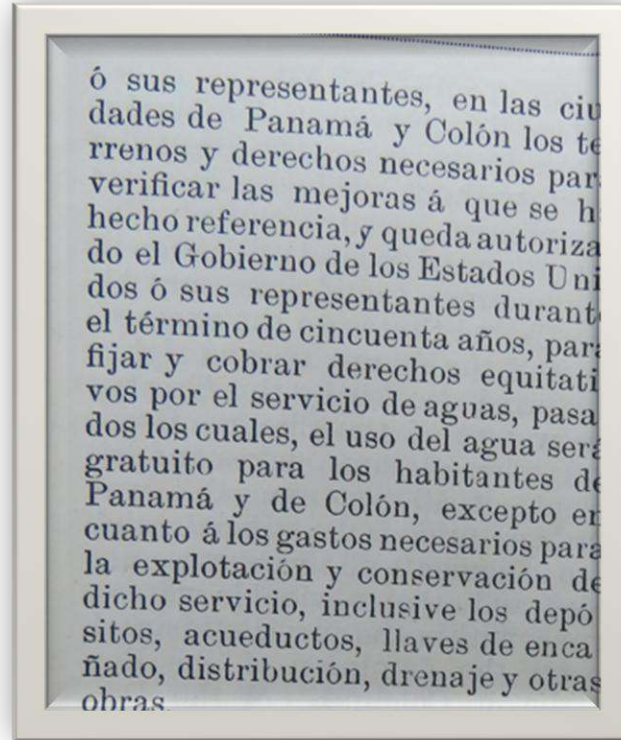 ó sus representantes, en las ciu
dades de Panamá y Colón los te
rrenos y derechos necesarios par
verificar las mejoras á que se h
hecho referencia, y queda autoriza
do el Gobierno de los Estados Uni
dos ó sus representantes durant
el término de cincuenta años, para
fijar y cobrar derechos equitati
vos por el servicio de aguas, pasa
dos los cuales, el uso del agua será
gratuito para los habitantes de
Panamá y de Colón, excepto en
cuanto á los gastos necesarios para
la explotación y conservación de
dicho servicio, inclusive los depó
sitos, acueductos, llaves de enca
ñado, distribución, drenaje y otras
obras.